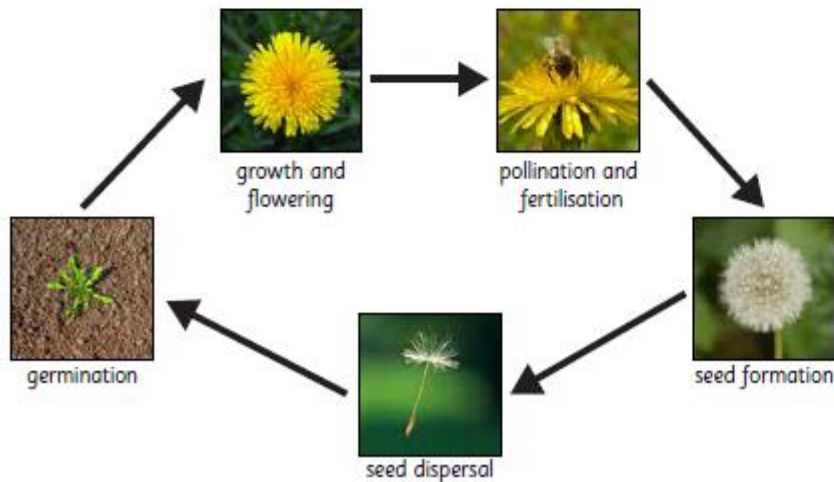 growth and
flowering
pollination and
fertilisation
germination
seed formation
seed dispersal